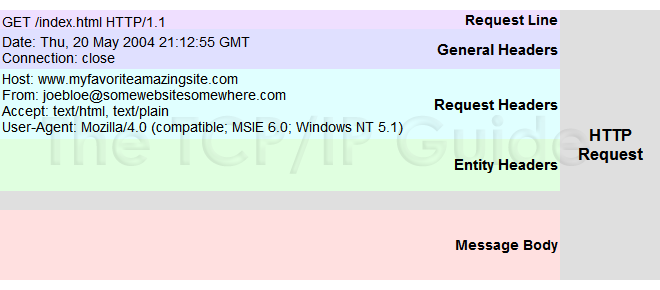 GET /index.html HTTP/1.1
Request Line
Date: Thu, 20 May 2004 21:12:55 GMT
Connection: close
General Headers
Host: www.myfavoriteamazingsite.com
From: joebloe@somewebsitesomewhere.com
Accept: text/html, text/plain
User-Agent: Mozilla/4.0 (compatible; MSIE 6.0; Windows NT 5.1)
Request Headers
Entity Headers
Message Body
HTTP
Request
The TCP/IP Guide